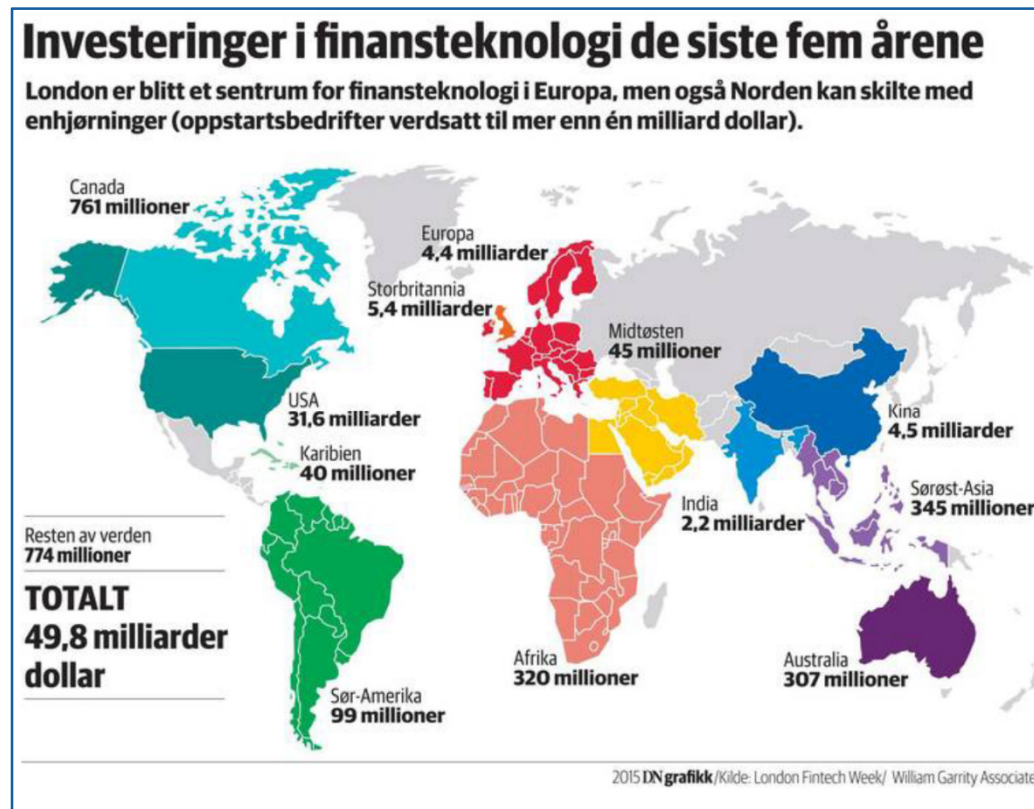 Investeringer i finansteknologi de siste fem årene
London er blitt et sentrum for finansteknologi i Europa, men også Norden kan skilte med
enhjørninger (oppstartsbedrifter verdsatt til mer enn én milliard dollar).
Canada
761 millioner
Europa
4,4 milliarder
Storbritannia
5,4 milliarder
Midtøsten
45 millioner
USA
31,6 milliarder
Kina
4,5 milliarder
Karibien
40 millioner
India
2,2 milliarder
Sørøst-Asia
345 millioner
Resten av verden
774 millioner
TOTALT
49,8 milliarder
dollar
Afrika
320 millioner
Australia
307 millioner
Sør-Amerika
99 millioner
2015 DN grafikk/Kilde: London Fintech Week/ William Garrity Associate